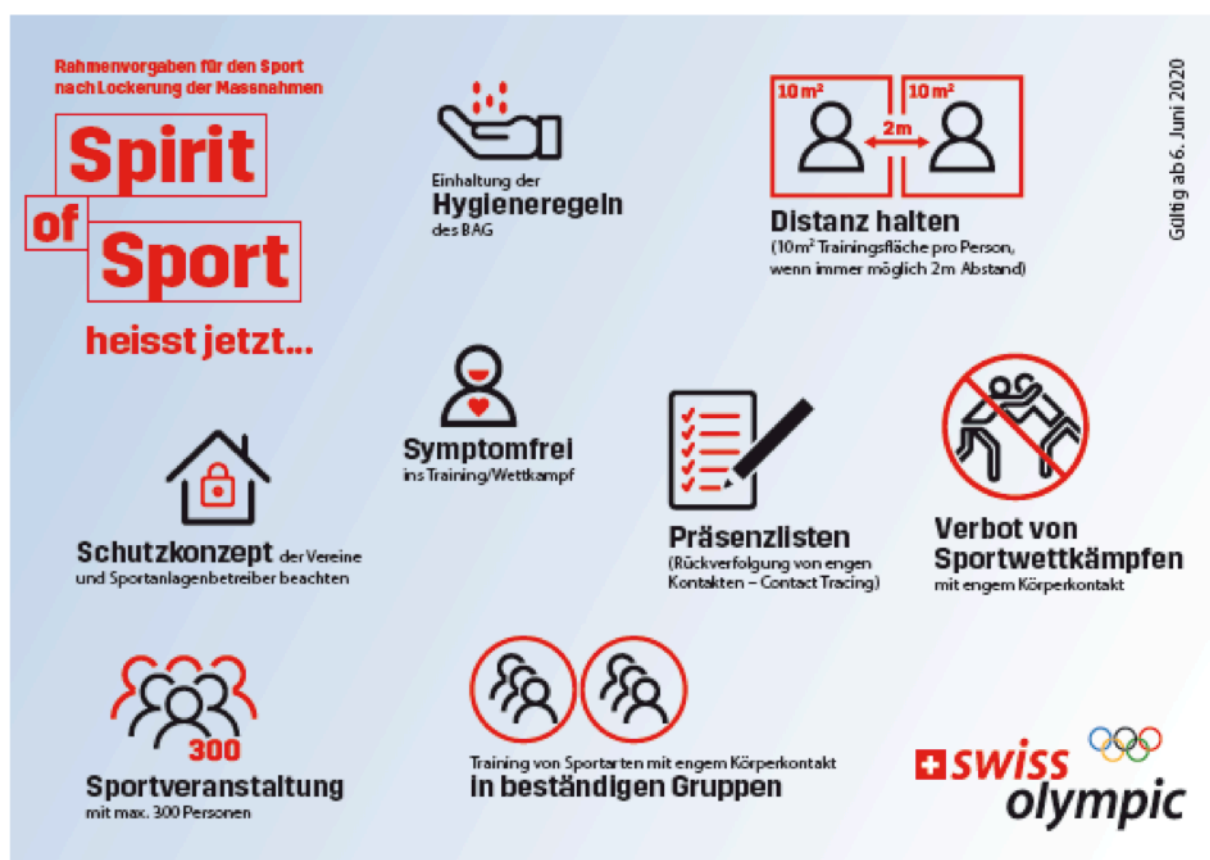 Rahmenvorgaben für den Sport
nach Lockerung der Massnahmen
Spirit
of
Sport
heisst jetzt...
Einhaltung der
Hygieneregeln
des BAG
10 m²
10 m²
2m
Distanz halten
(10m² Trainingsfläche pro Person,
wenn immer möglich 2m Abstand)
Gültig ab 6. Juni 2020
Symptomfrei
ins Training/Wettkampf
Schutzkonzept der Vereine
und Sportanlagenbetreiber beachten
Präsenzlisten
(Rückverfolgung von engen
Kontakten – Contact Tracing)
Verbot von
Sportwettkämpfen
mit engem Körperkontakt
300
Sportveranstaltung
mit max. 300 Personen
Training von Sportarten mit engem Körperkontakt
in beständigen Gruppen
swiss
olympic